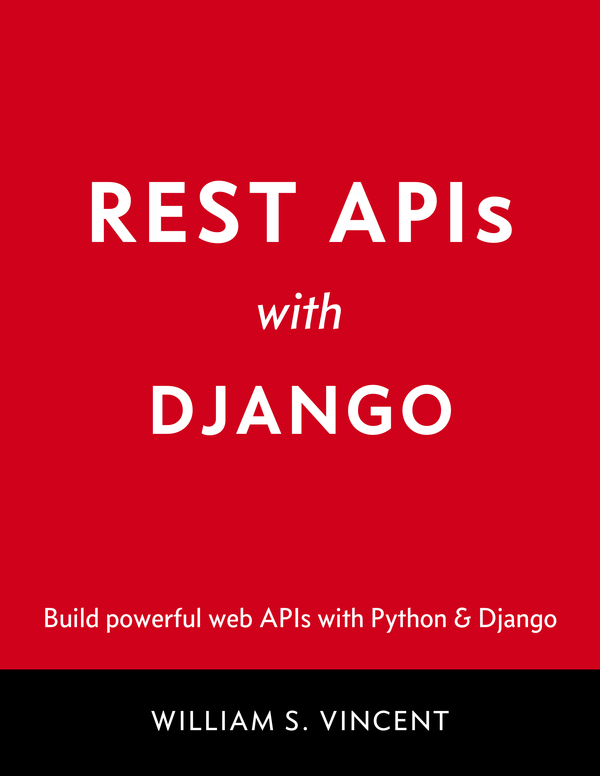 REST APIs
with
DJANGO
Build powerful web APIs with Python & Django
WILLIAM S. VINCENT